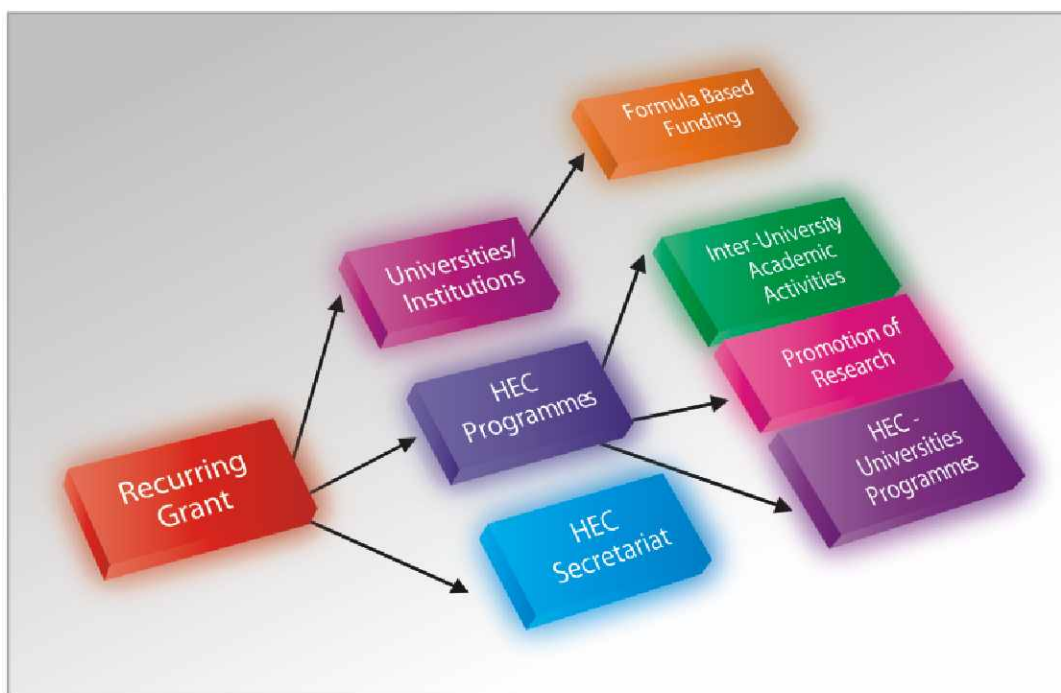 Formula Based
Funding
Universities/
Institutions
Inter-University
Academic
Activities
HEC
Programmes
Promotion of
Research
Recurring
Grant
HEC -
Universities
Programmes
HEC
Secretariat